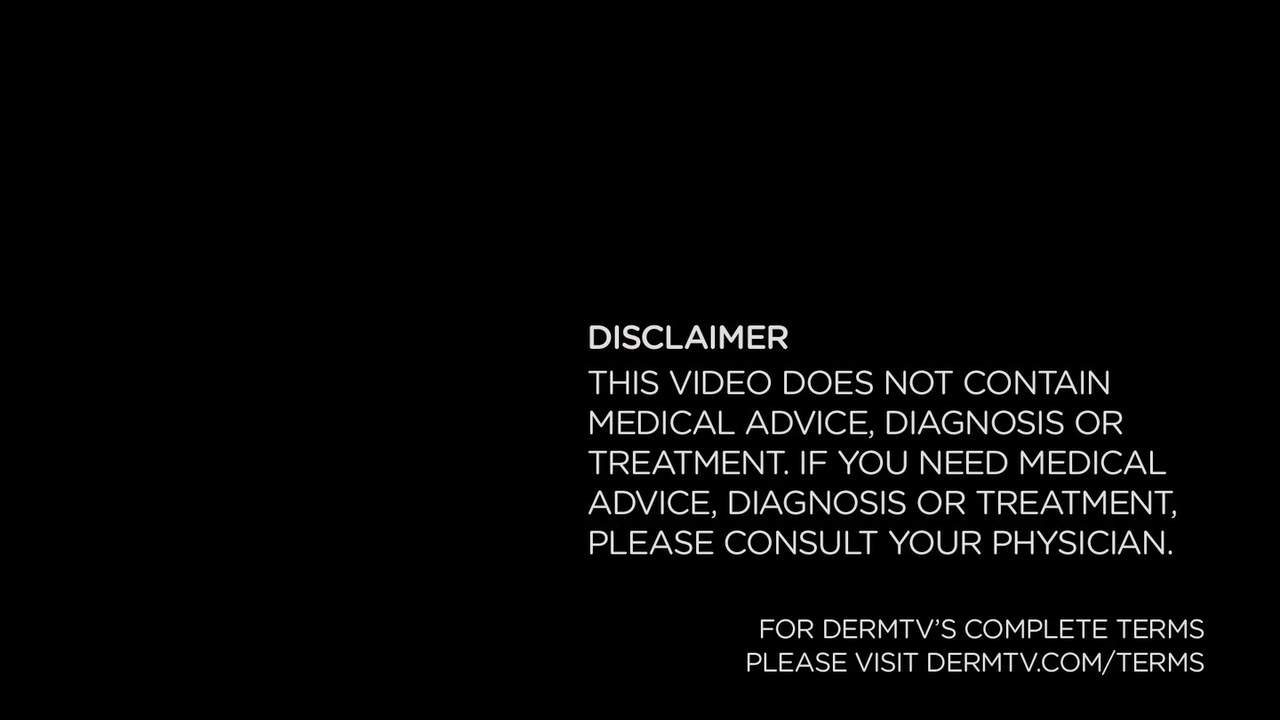 DISCLAIMER
THIS VIDEO DOES NOT CONTAIN
MEDICAL ADVICE, DIAGNOSIS OR
TREATMENT. IF YOU NEED MEDICAL
ADVICE, DIAGNOSIS OR TREATMENT,
PLEASE CONSULT YOUR PHYSICIAN.
FOR DERMTV’S COMPLETE TERMS
PLEASE VISIT DERMTV.COM/TERMS